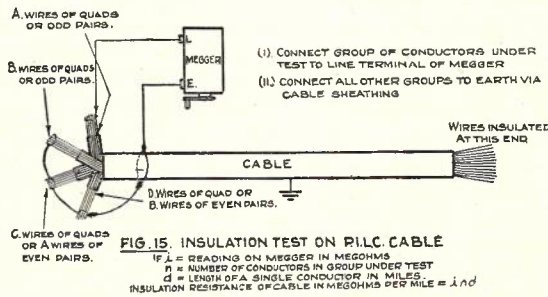 A. WIRES OF QUADS
OR ODD PAIRS.
L
MEGGER
E.
(I). CONNECT GROUP OF CONDUCTORS UNDER
TEST TO LINE TERMINAL OF MEGGER
(II.) CONNECT ALL OTHER GROUPS TO EARTH VIA
CABLE SHEATHING
B. WIRES OF QUADS
OR ODD PAIRS.
WIRES INSULATED
AT THIS END
CABLE
D. WIRES OF QUAD OR
B. WIRES OF EVEN PAIRS.
C. WIRES OF QUADS
OR A WIRES OF
EVEN PAIRS.
FIG. 15. INSULATION TEST ON P.I.L.C. CABLE
IF i = READING ON MEGGER IN MEGOHMS
n = NUMBER OF CONDUCTORS IN GROUP UNDER TEST
d = LENGTH OF A SINGLE CONDUCTOR IN MILES.
INSULATION RESISTANCE OF CABLE IN MEGOHMS PER MILE = ind